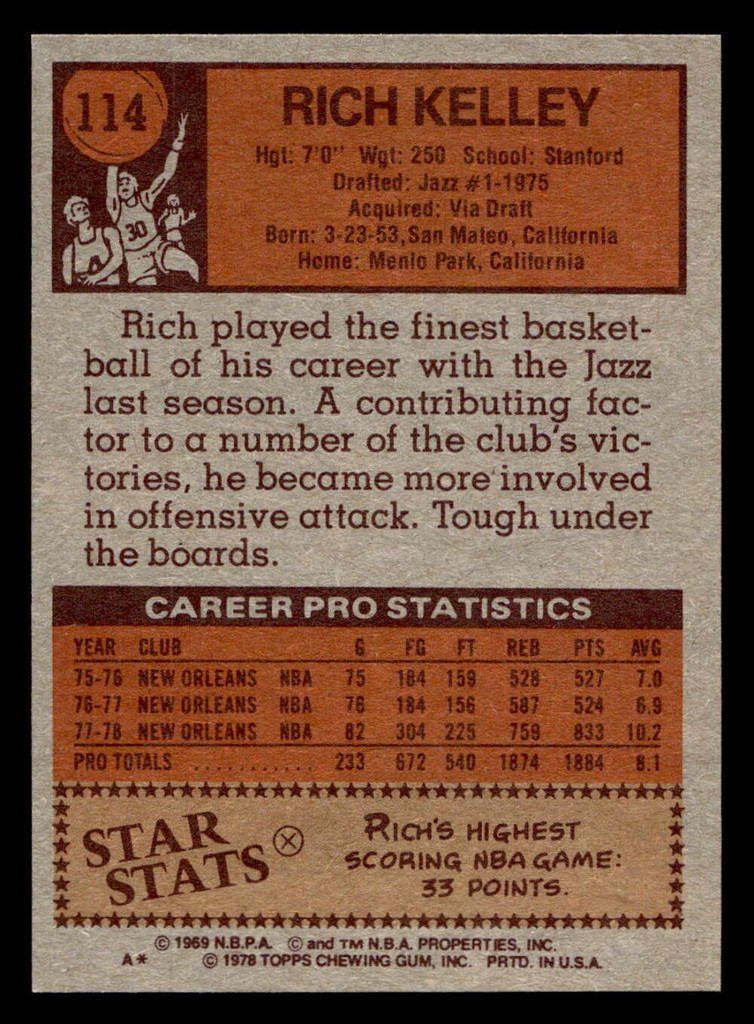 114
30
4
RICH KELLEY
Hgt: 7'0" Wgt: 250 School: Stanford
Drafted: Jazz #1-1975
Acquired: Via Draft
Born: 3-23-53, San Mateo, California
Home: Menlo Park, California
Rich played the finest basket-
ball of his career with the Jazz
last season. A contributing fac-
tor to a number of the club's vic-
tories, he became more involved
in offensive attack. Tough under
the boards.
CAREER PRO STATISTICS
YEAR CLUB G FG FT REB PTS AVG
75-76 NEW ORLEANS NBA 75 184 159 528 527 7.0
76-77 NEW ORLEANS NBA 76 184 156 587 524 6.9
77-78 NEW ORLEANS NBA 82 304 225 759 833 10.2
PRO TOTALS ........... 233 672 540 1874 1884 8.1
STAR
STATS
RICH'S HIGHEST
SCORING NBA GAME:
33 POINTS.
© 1969 N.B.P.A. © and TM N.B.A. PROPERTIES, INC.
A* © 1978 TOPPS CHEWING GUM, INC. PRTD. IN U.S.A.